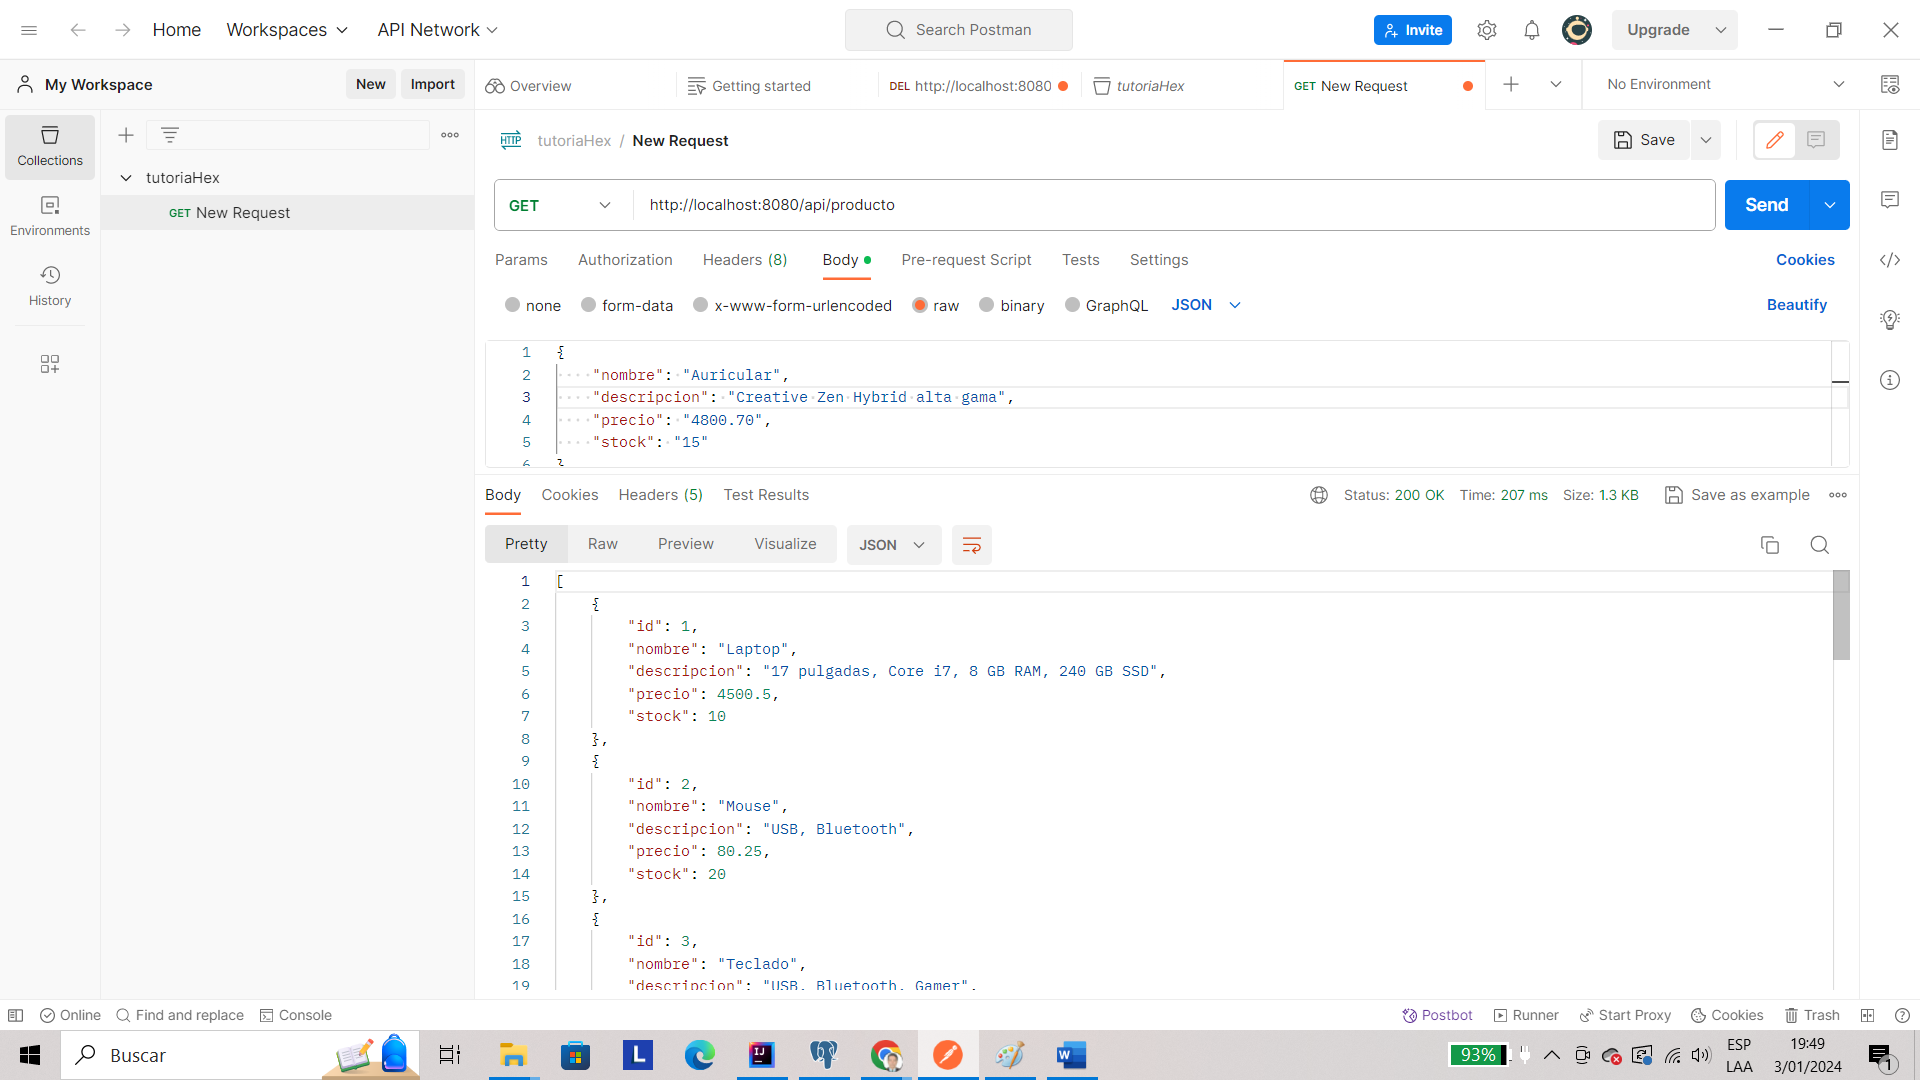 Home Workspaces API Network Search Postman Invite Upgrade
My Workspace New Import Overview Getting started DEL http://localhost:8080 tutoriaHex GET New Request No Environment
Collections
Environments
History
tutoriaHex
GET New Request
HTTP tutoriaHex / New Request Save
GET http://localhost:8080/api/producto Send
Params Authorization Headers (8) Body Pre-request Script Tests Settings Cookies
none form-data x-www-form-urlencoded raw binary GraphQL JSON Beautify
1 {
2 "nombre": "Auricular",
3 "descripcion": "Creative Zen Hybrid alta gama",
4 "precio": "4800.70",
5 "stock": "15"
6 }
Body Cookies Headers (5) Test Results Status: 200 OK Time: 207 ms Size: 1.3 KB Save as example
Pretty Raw Preview Visualize JSON
1 [
2 {
3 "id": 1,
4 "nombre": "Laptop",
5 "descripcion": "17 pulgadas, Core i7, 8 GB RAM, 240 GB SSD",
6 "precio": 4500.5,
7 "stock": 10
8 },
9 {
10 "id": 2,
11 "nombre": "Mouse",
12 "descripcion": "USB, Bluetooth",
13 "precio": 80.25,
14 "stock": 20
15 },
16 {
17 "id": 3,
18 "nombre": "Teclado",
19 "descripcion": "USB, Bluetooth, Gamer",
Online Find and replace Console Postbot Runner Start Proxy Cookies Trash
Buscar L IJ W 93% ESP 19:49
LAA 3/01/2024 1